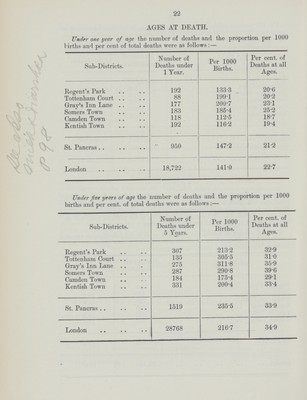 22
AGES AT DEATH.
Under one year of age the number of deaths and the proportion per 1000
births and per cent of total deaths were as follows :—
Sub-Districts. Number of Deaths under 1 Year. Per 1000 Births. Per cent. of Deaths at all Ages.
Regent's Park .. .. 192 133·3 20·6
Tottenham Court .. .. 88 199·1 20·2
Gray's Inn Lane .. .. 177 200·7 23·1
Somers Town .. .. 183 185·4 25·2
Camden Town .. .. 118 112·5 18·7
Kentish Town .. .. 192 116·2 19·4
St. Pancras .. .. .. 950 147·2 21·2
London .. .. .. 18,722 141·0 22·7
Under five years of age the number of deaths and the proportion per 1000
births and per cent. of total deaths were as follows :—
Sub-Districts. Number of Deaths under 5 Years. Per 1000 Births. Per cent. of Deaths at all Ages.
Regent's Park .. .. 307 213·2 32·9
Tottenham Court .. .. 135 305·5 31·0
Gray's Inn Lane .. .. 275 311·8 35·9
Somers Town .. .. 287 290·8 39·6
Camden Town .. .. 184 175·4 29·1
Kentish Town .. .. 331 200·4 33·4
St. Pancras .. .. .. 1519 235·5 33·9
London .. .. .. 28768 216·7 34·9
p 98